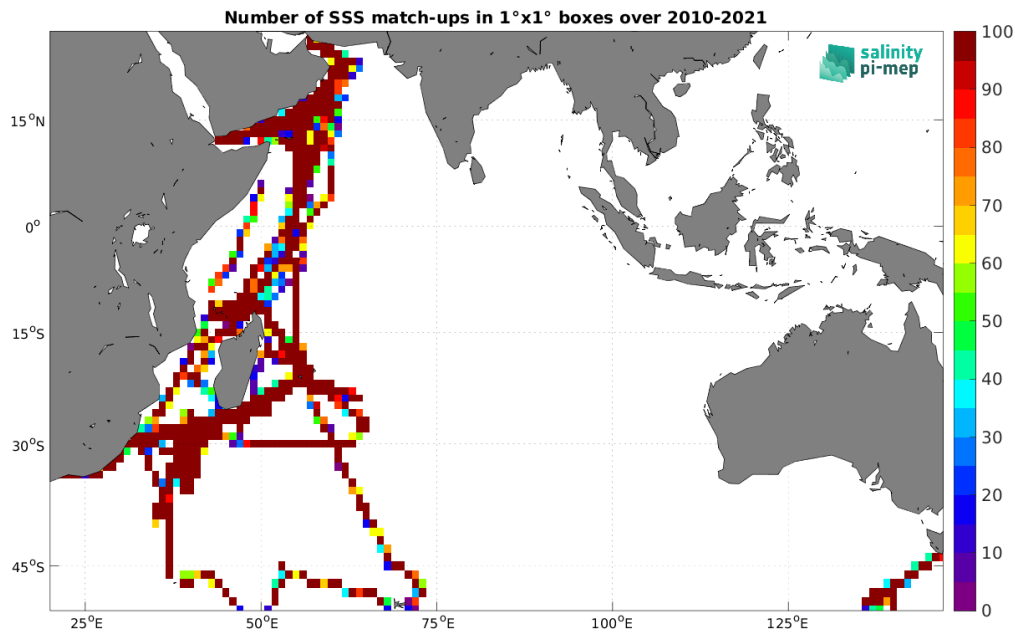 Number of SSS match-ups in 1°x1° boxes over 2010-2021
salinity
pi-mep
15°N
0°
15°S
30°S
45°S
25°E
50°E
75°E
100°E
125°E
100
90
80
70
60
50
40
30
20
10
0